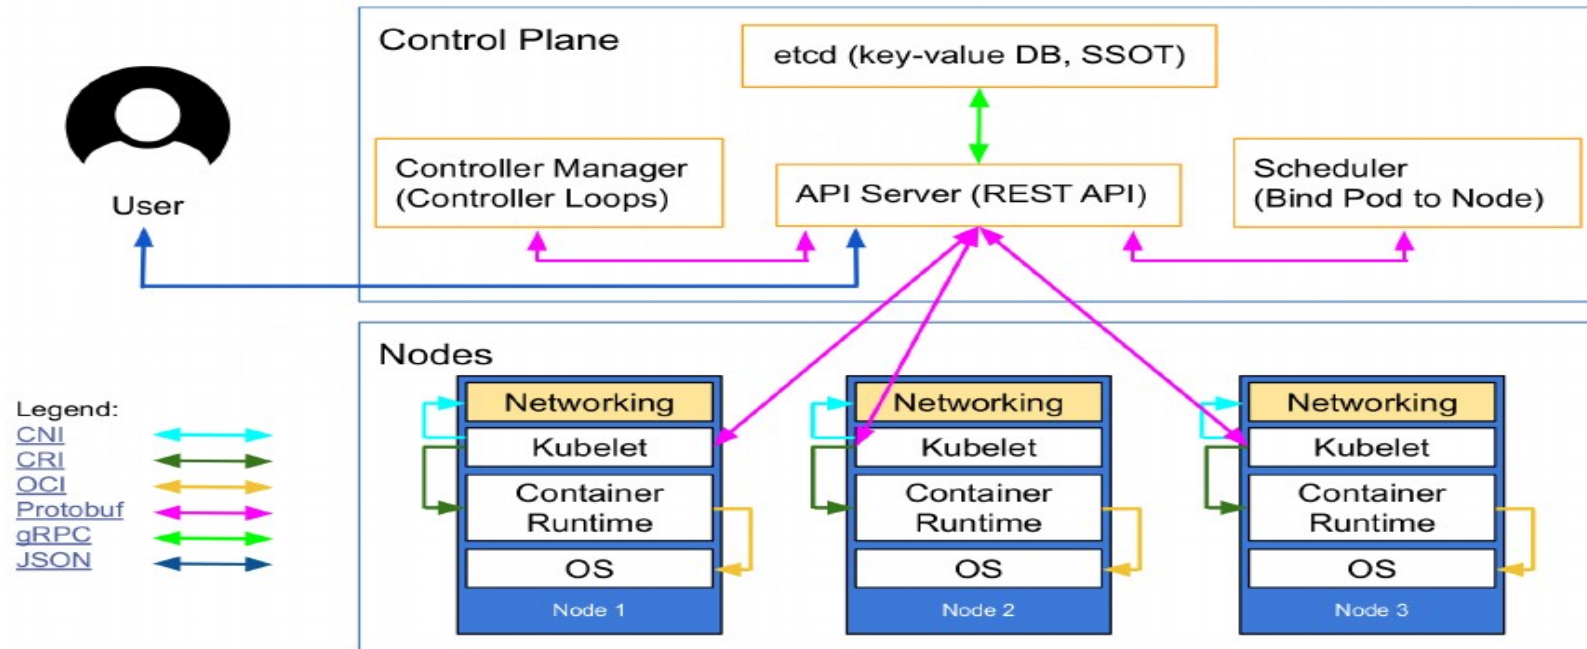 Control Plane
etcd (key-value DB, SSOT)
Controller Manager
(Controller Loops)
API Server (REST API)
Scheduler
(Bind Pod to Node)
User
Nodes
Networking
Kubelet
Container
Runtime
OS
Node 1
Networking
Kubelet
Container
Runtime
OS
Node 2
Networking
Kubelet
Container
Runtime
OS
Node 3
Legend:
CNI
CRI
OCI
Protobuf
gRPC
JSON